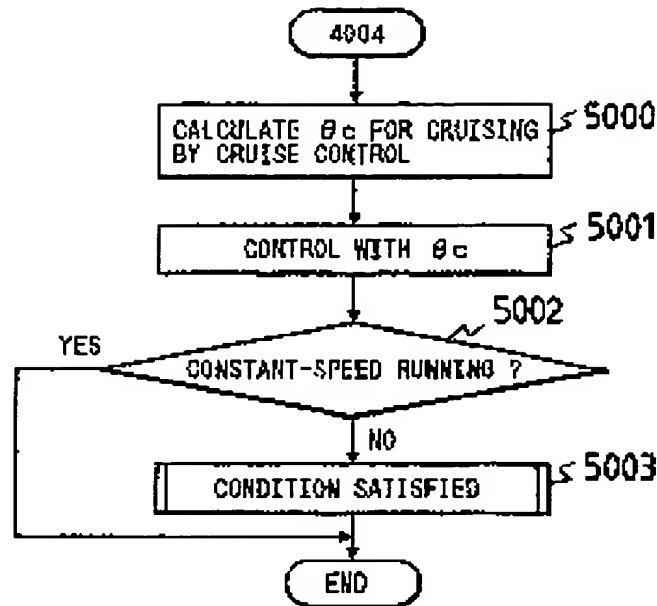 4004
CALCULATE θc FOR CRUISING
BY CRUISE CONTROL
5000
CONTROL WITH θc
5001
5002
YES
CONSTANT-SPEED RUNNING ?
NO
CONDITION SATISFIED
5003
END